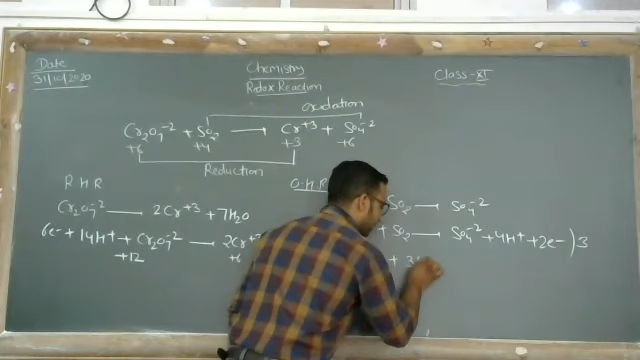 Date
31/10/2020
Chemistry
Redox Reaction
Class-XI
oxidation
Cr₂O₇⁻² + SO₂ → Cr⁺³ + SO₄⁻²
+6 +4 +3 +6
Reduction
R H R
Cr₂O₇⁻² → 2Cr⁺³ + 7H₂O
6e⁻ + 14H⁺ + Cr₂O₇⁻² → 2Cr⁺³
+12 +6
O.H.R
SO₂ → SO₄⁻²
+ SO₂ → SO₄⁻² + 4H⁺ + 2e⁻ ) 3
+ 3